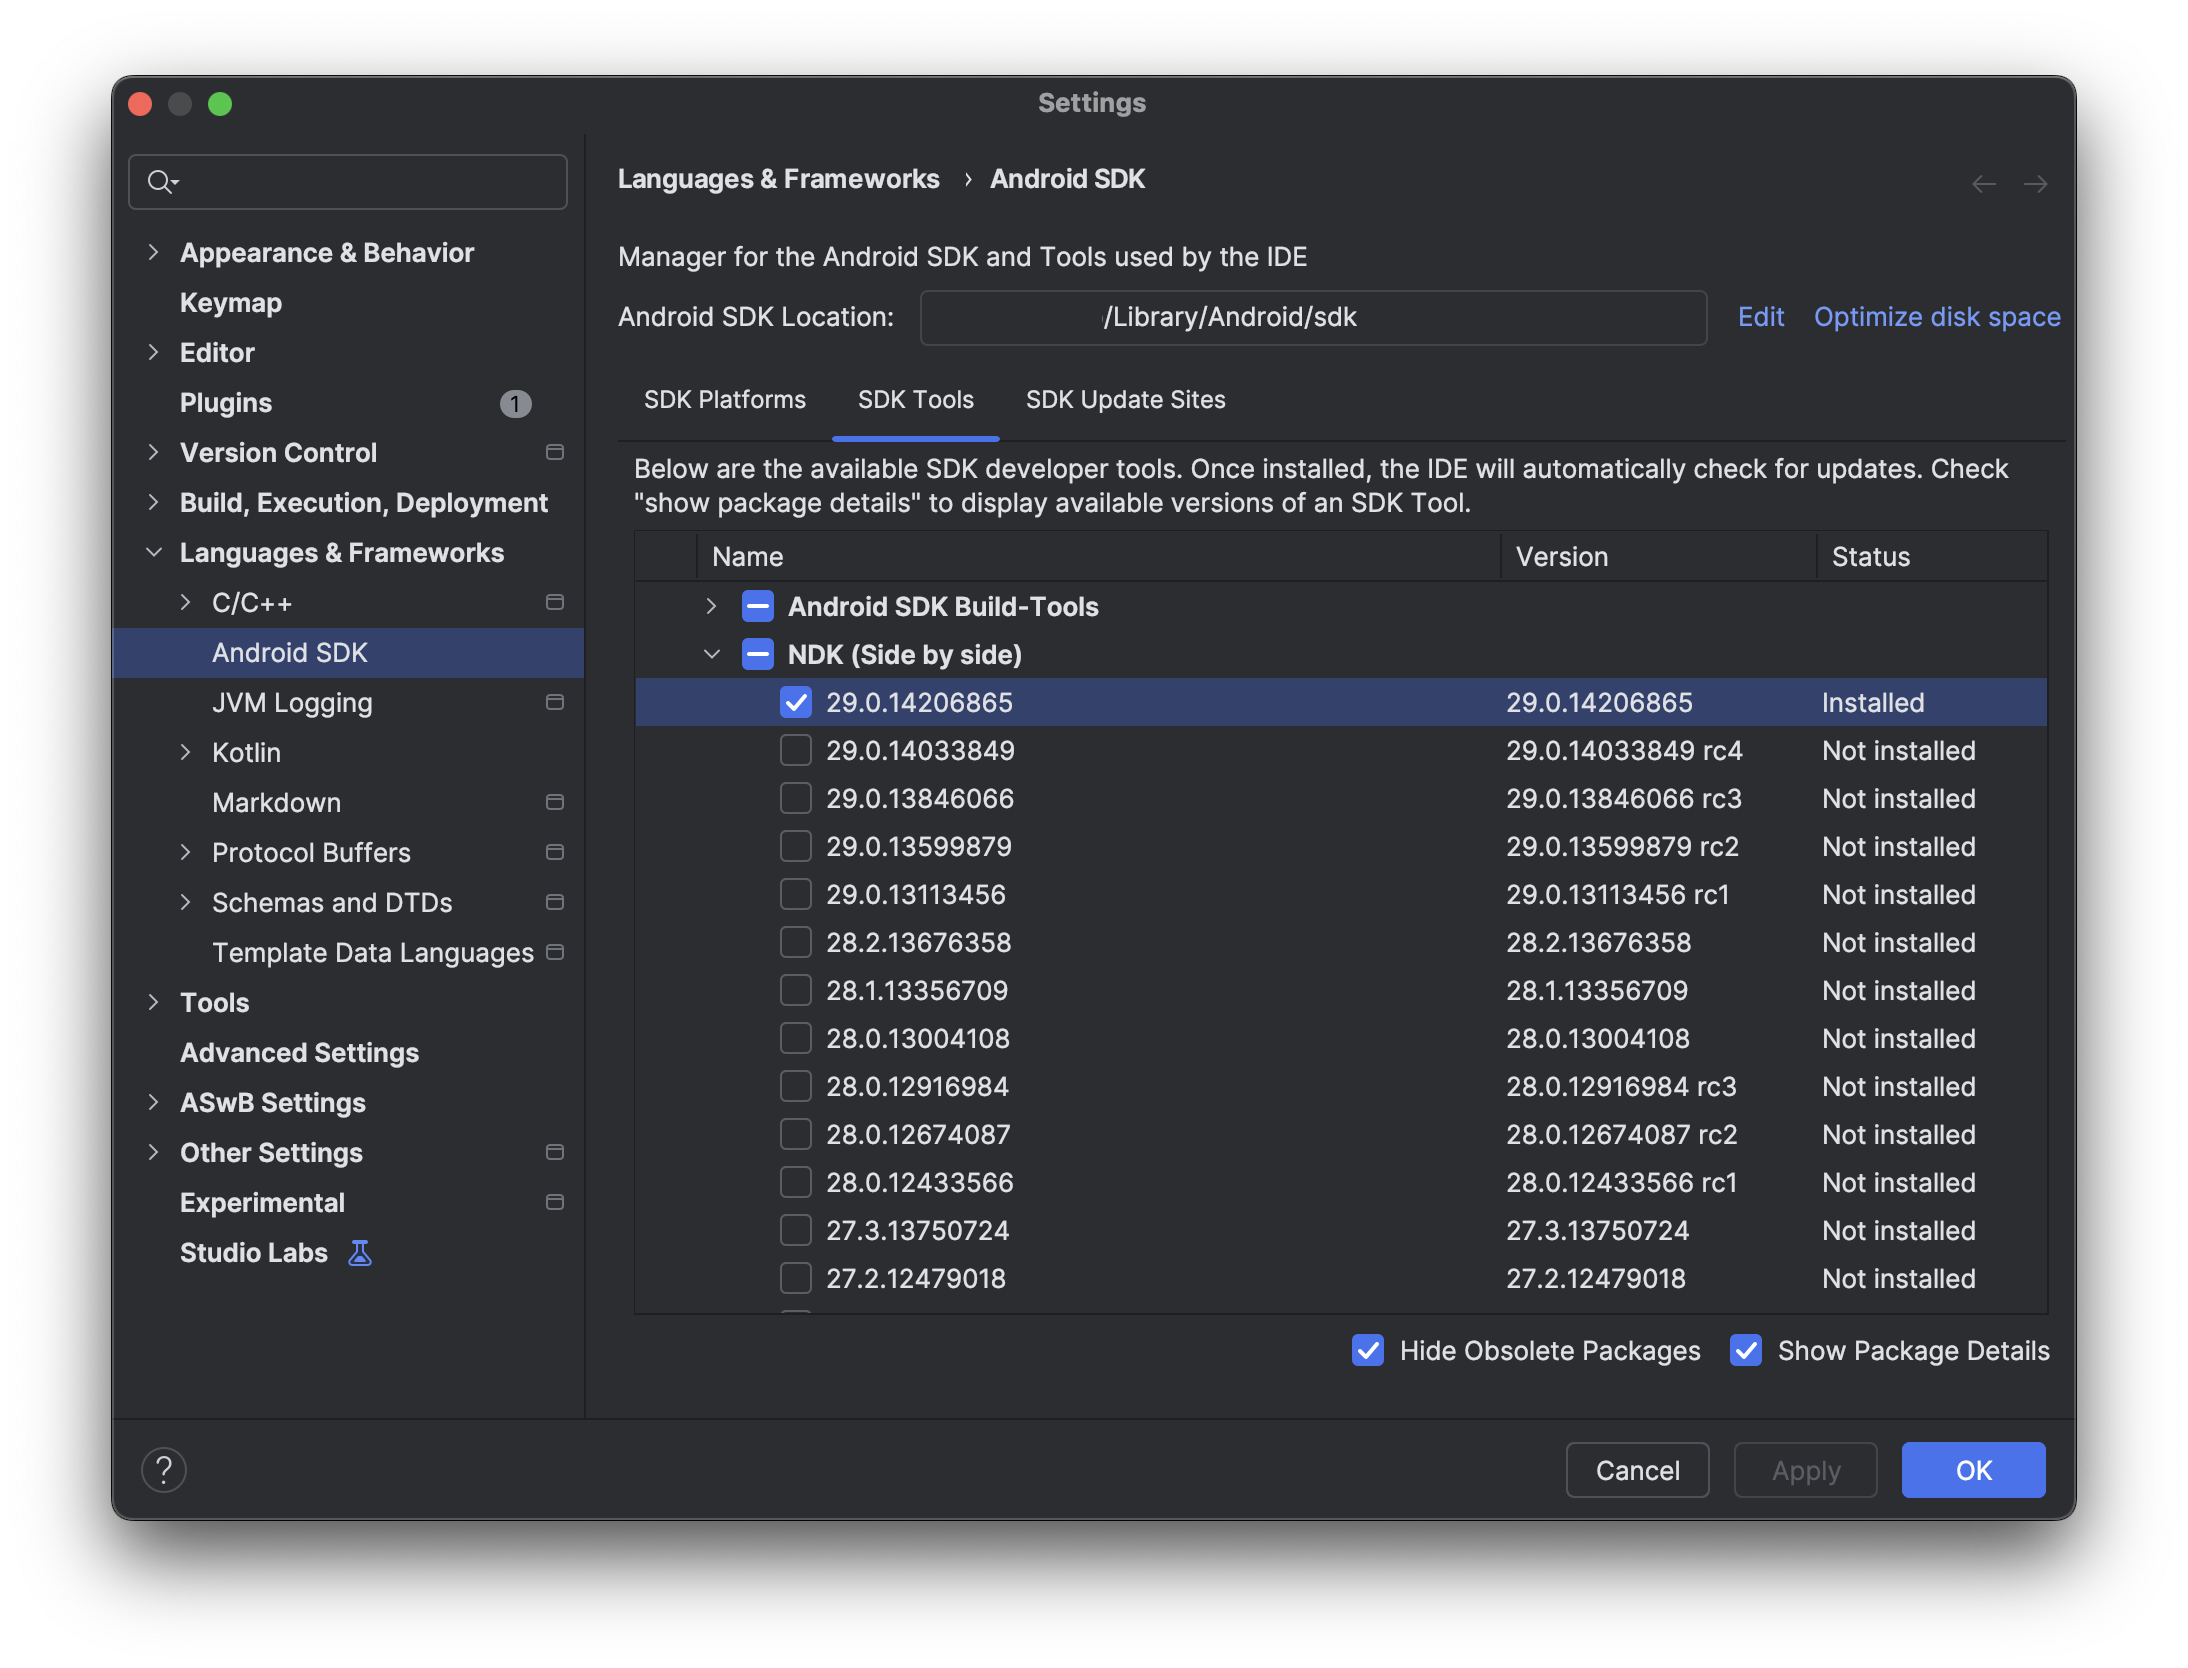 Settings
Appearance & Behavior
Keymap
Editor
Plugins 1
Version Control
Build, Execution, Deployment
Languages & Frameworks
C/C++
Android SDK
JVM Logging
Kotlin
Markdown
Protocol Buffers
Schemas and DTDs
Template Data Languages
Tools
Advanced Settings
ASwB Settings
Other Settings
Experimental
Studio Labs
Languages & Frameworks › Android SDK
Manager for the Android SDK and Tools used by the IDE
Android SDK Location: /Library/Android/sdk Edit Optimize disk space
SDK Platforms SDK Tools SDK Update Sites
Below are the available SDK developer tools. Once installed, the IDE will automatically check for updates. Check
"show package details" to display available versions of an SDK Tool.
Name Version Status
Android SDK Build-Tools
NDK (Side by side)
29.0.14206865 29.0.14206865 Installed
29.0.14033849 29.0.14033849 rc4 Not installed
29.0.13846066 29.0.13846066 rc3 Not installed
29.0.13599879 29.0.13599879 rc2 Not installed
29.0.13113456 29.0.13113456 rc1 Not installed
28.2.13676358 28.2.13676358 Not installed
28.1.13356709 28.1.13356709 Not installed
28.0.13004108 28.0.13004108 Not installed
28.0.12916984 28.0.12916984 rc3 Not installed
28.0.12674087 28.0.12674087 rc2 Not installed
28.0.12433566 28.0.12433566 rc1 Not installed
27.3.13750724 27.3.13750724 Not installed
27.2.12479018 27.2.12479018 Not installed
Hide Obsolete Packages Show Package Details
? Cancel Apply OK